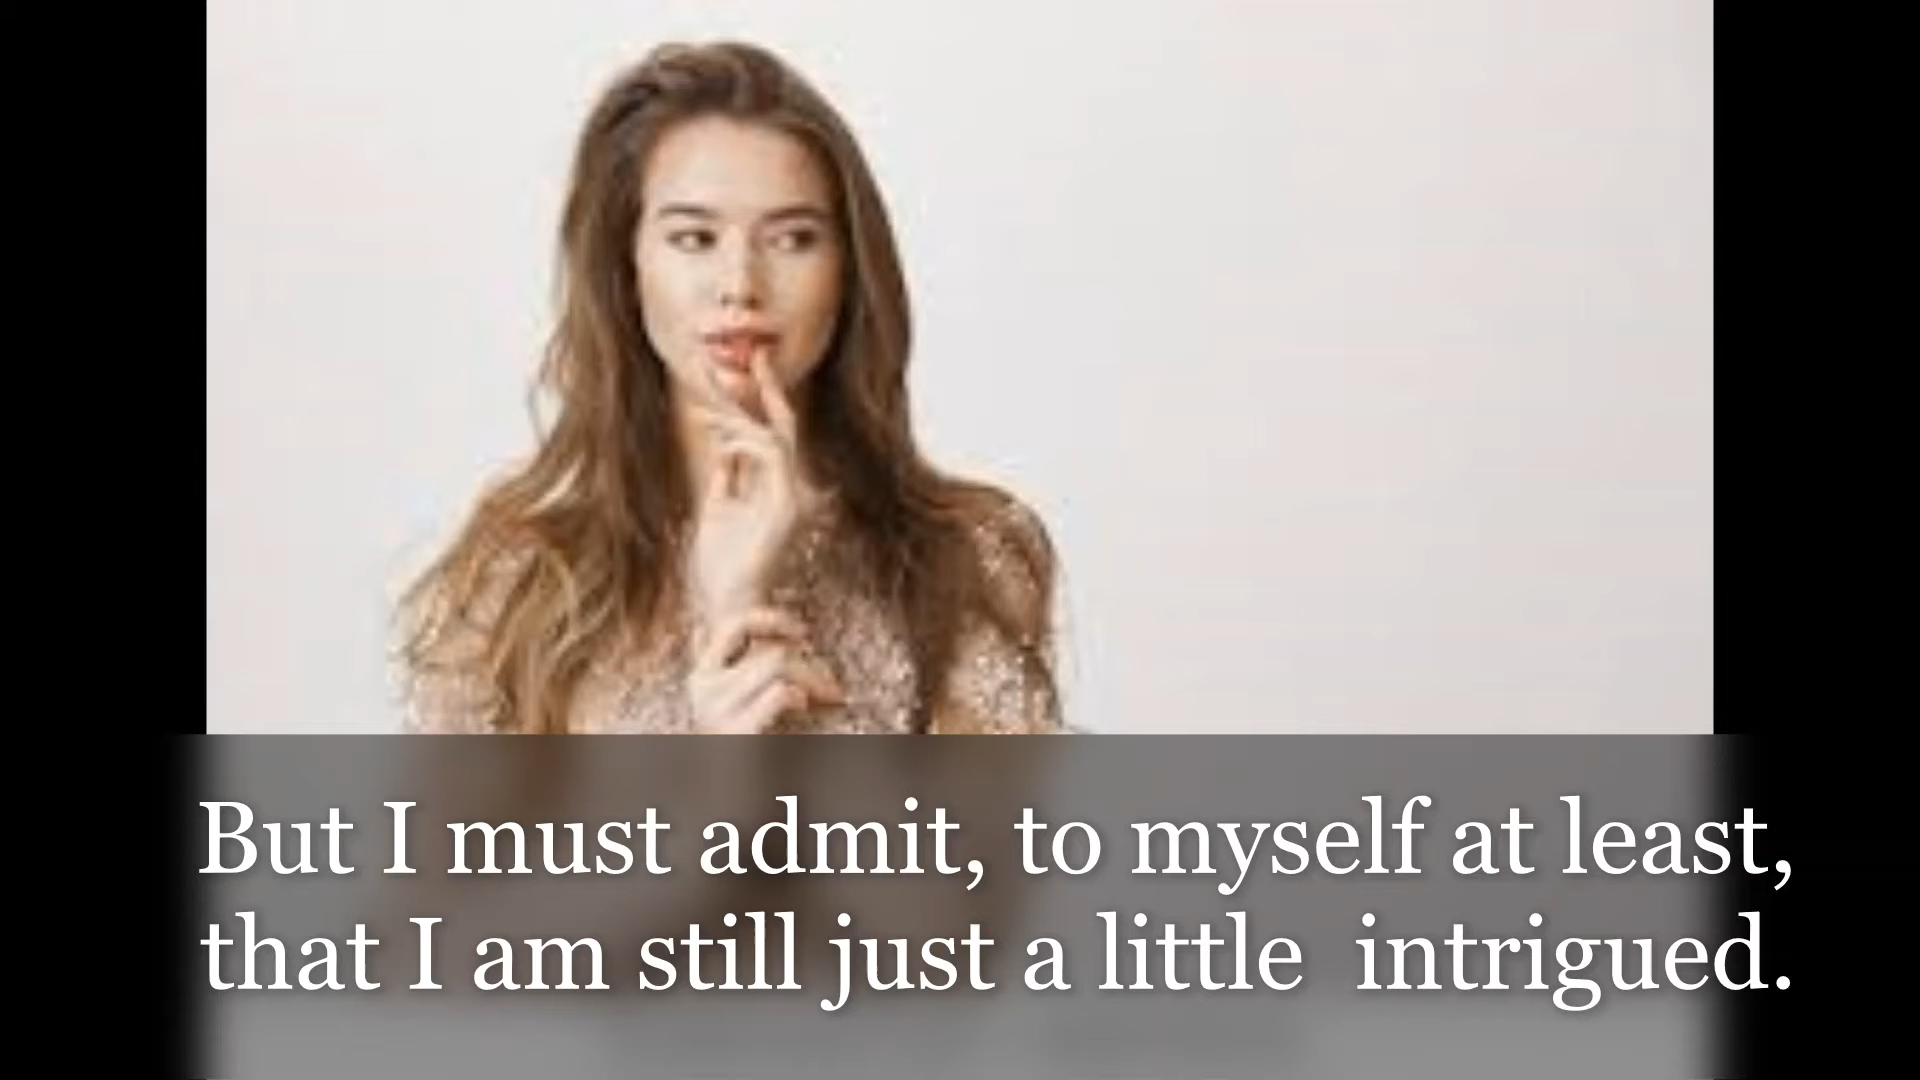 But I must admit, to myself at least,
that I am still just a little  intrigued.